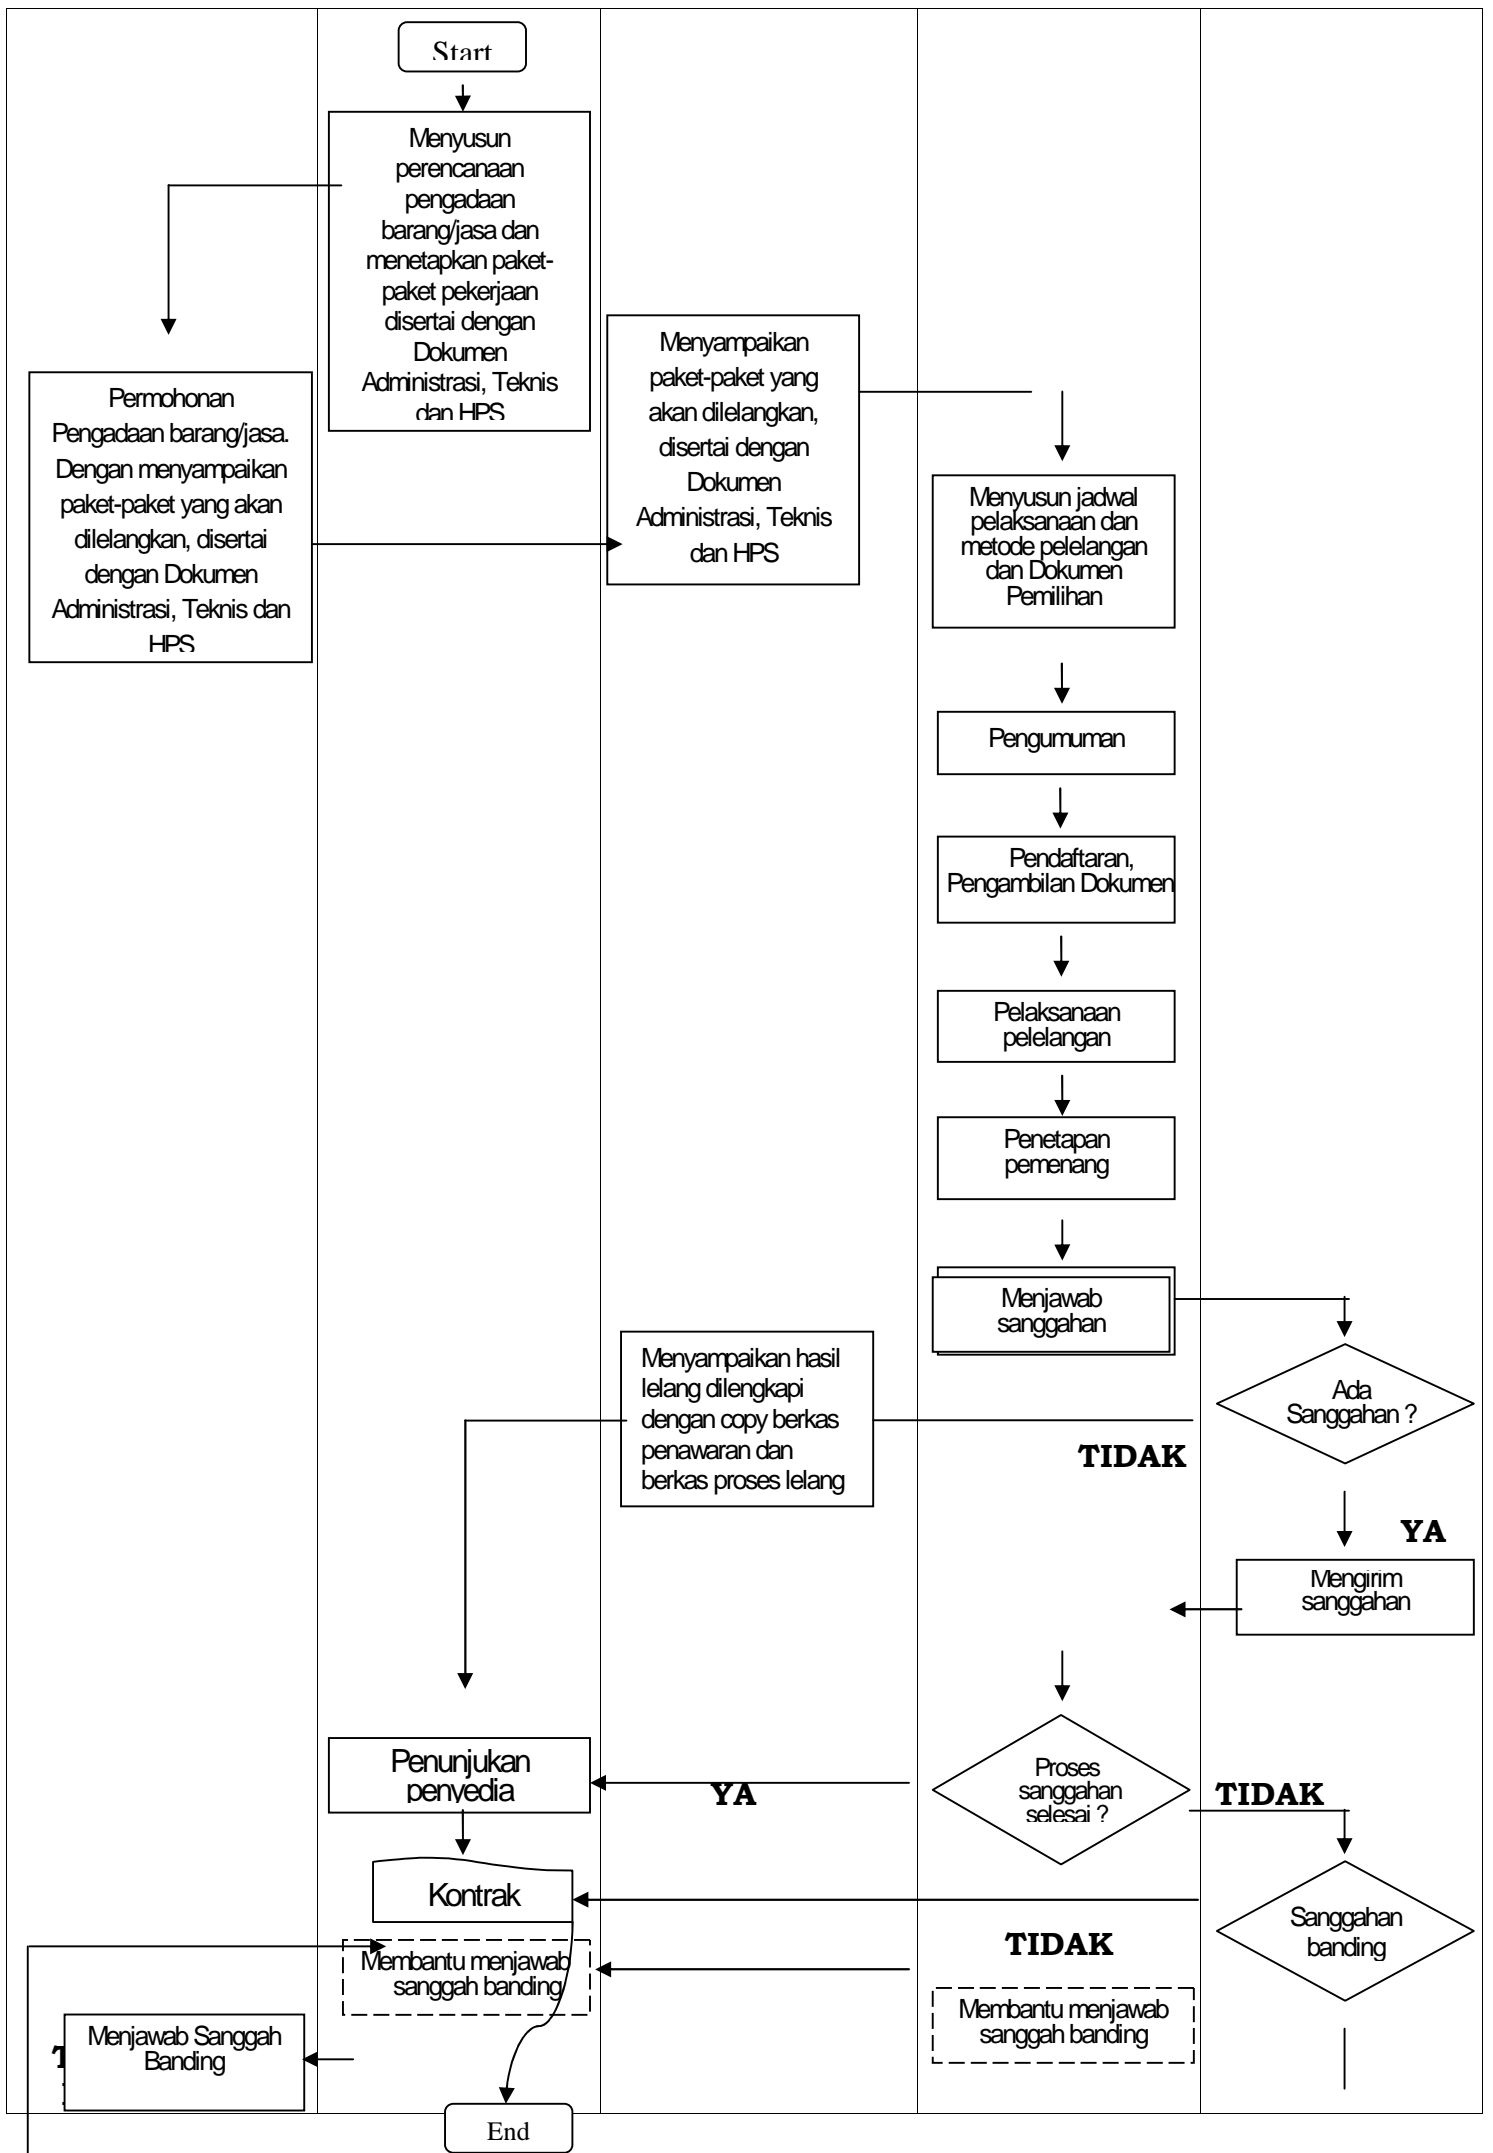 Start
Menyusun
perencanaan
pengadaan
barang/jasa dan
menetapkan paket-
paket pekerjaan
disertai dengan
Dokumen
Administrasi, Teknis
dan HPS
Permohonan
Pengadaan barang/jasa.
Dengan menyampaikan
paket-paket yang akan
dilelangkan, disertai
dengan Dokumen
Administrasi, Teknis dan
HPS
Menyampaikan
paket-paket yang
akan dilelangkan,
disertai dengan
Dokumen
Administrasi, Teknis
dan HPS
Menyusun jadwal
pelaksanaan dan
metode pelelangan
dan Dokumen
Pemilihan
Pengumuman
Pendaftaran,
Pengambilan Dokumen
Pelaksanaan
pelelangan
Penetapan
pemenang
Menjawab
sanggahan
Ada
Sanggahan ?
Menyampaikan hasil
lelang dilengkapi
dengan copy berkas
penawaran dan
berkas proses lelang
TIDAK
YA
Mengirim
sanggahan
Proses
sanggahan
selesai ?
Penunjukan
penyedia
YA
TIDAK
Kontrak
Sanggahan
banding
TIDAK
Membantu menjawab
sanggah banding
Membantu menjawab
sanggah banding
Menjawab Sanggah
Banding
End